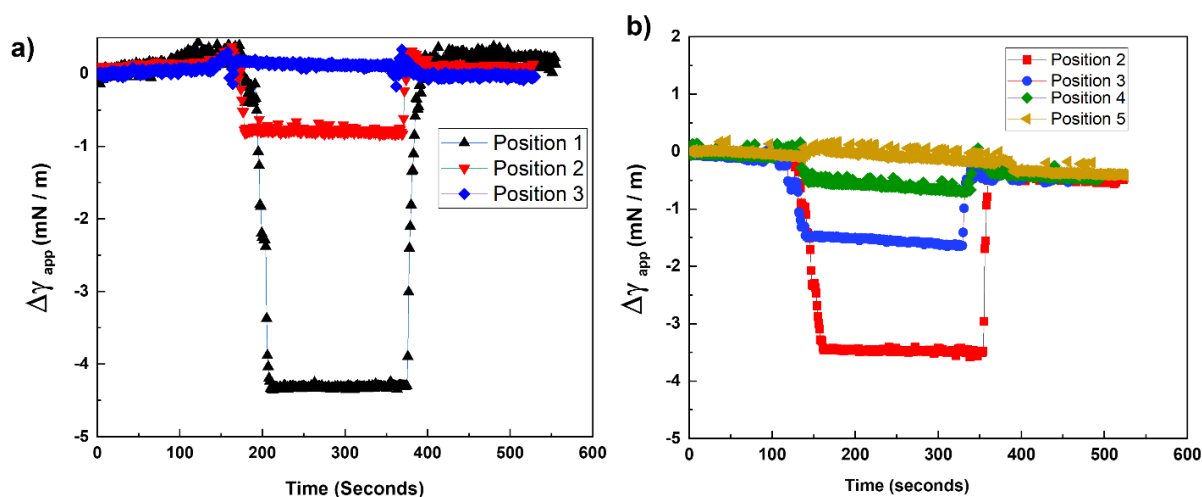 a)
Δγ app (mN / m)
0
-1
-2
-3
-4
-5
0 100 200 300 400 500 600
Time (Seconds)
Position 1
Position 2
Position 3
b)
Δγ app (mN / m)
2
1
0
-1
-2
-3
-4
-5
0 100 200 300 400 500 600
Time (seconds)
Position 2
Position 3
Position 4
Position 5